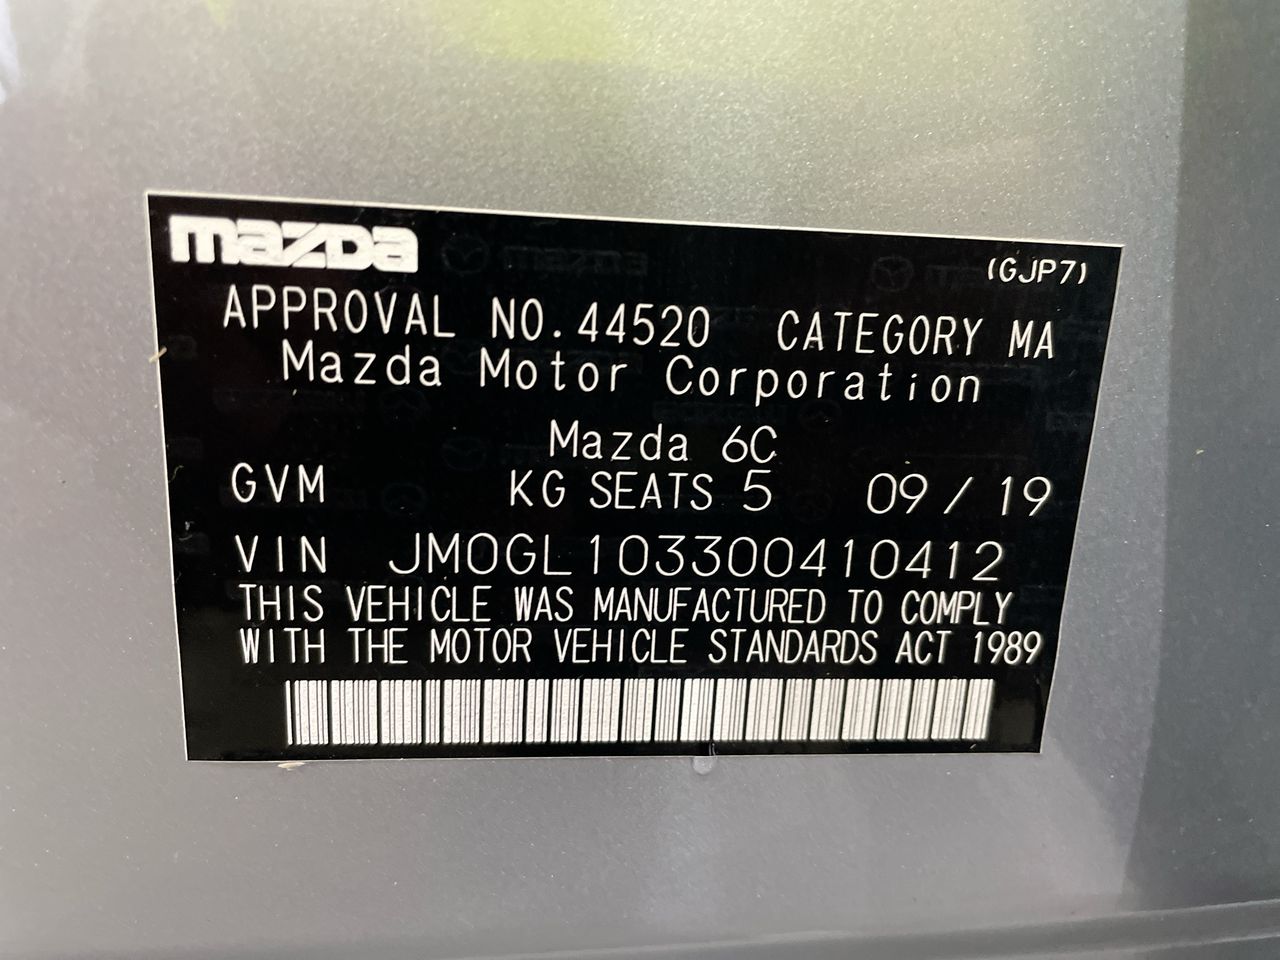 mazda
(GJP7)
APPROVAL NO.44520 CATEGORY MA
Mazda Motor Corporation
Mazda 6C
GVM KG SEATS 5 09/19
VIN JM0GL103300410412
THIS VEHICLE WAS MANUFACTURED TO COMPLY
WITH THE MOTOR VEHICLE STANDARDS ACT 1989